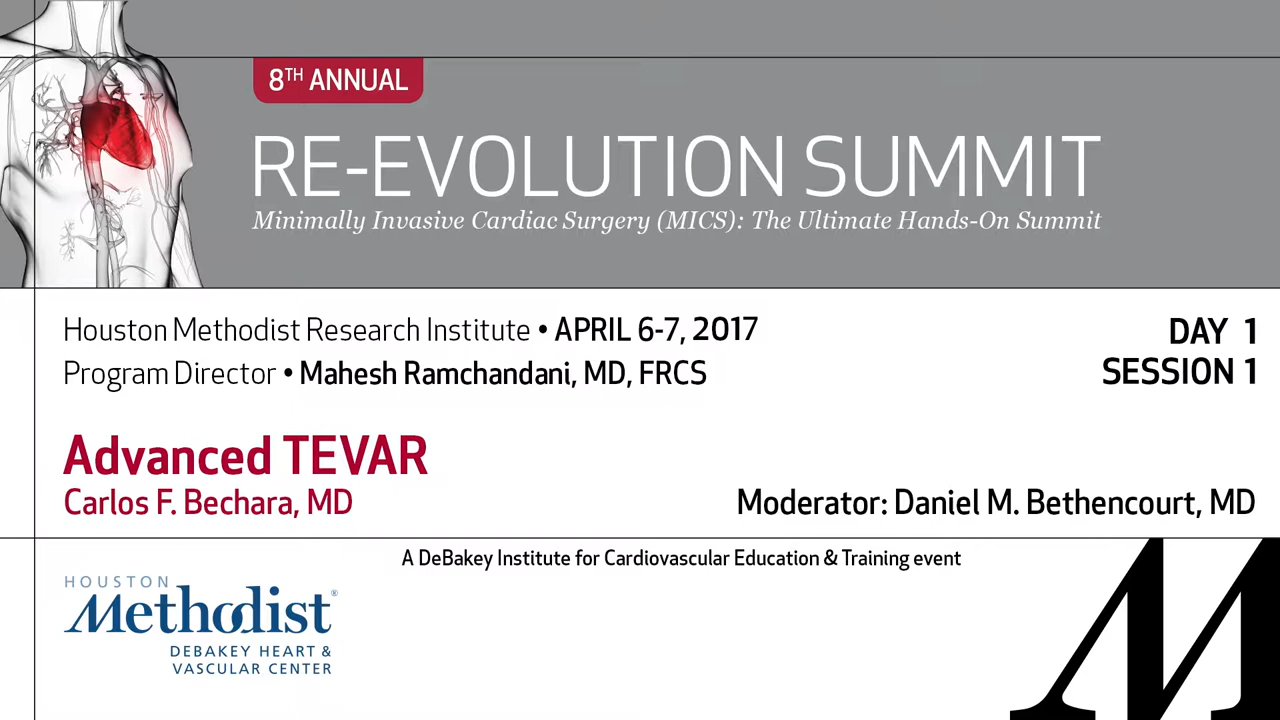 8TH ANNUAL
RE-EVOLUTION SUMMIT
Minimally Invasive Cardiac Surgery (MICS): The Ultimate Hands-On Summit
Houston Methodist Research Institute • APRIL 6-7, 2017
Program Director • Mahesh Ramchandani, MD, FRCS
DAY 1
SESSION 1
Advanced TEVAR
Carlos F. Bechara, MD
Moderator: Daniel M. Bethencourt, MD
A DeBakey Institute for Cardiovascular Education & Training event
HOUSTON
Methodist®
DEBAKEY HEART &
VASCULAR CENTER
M